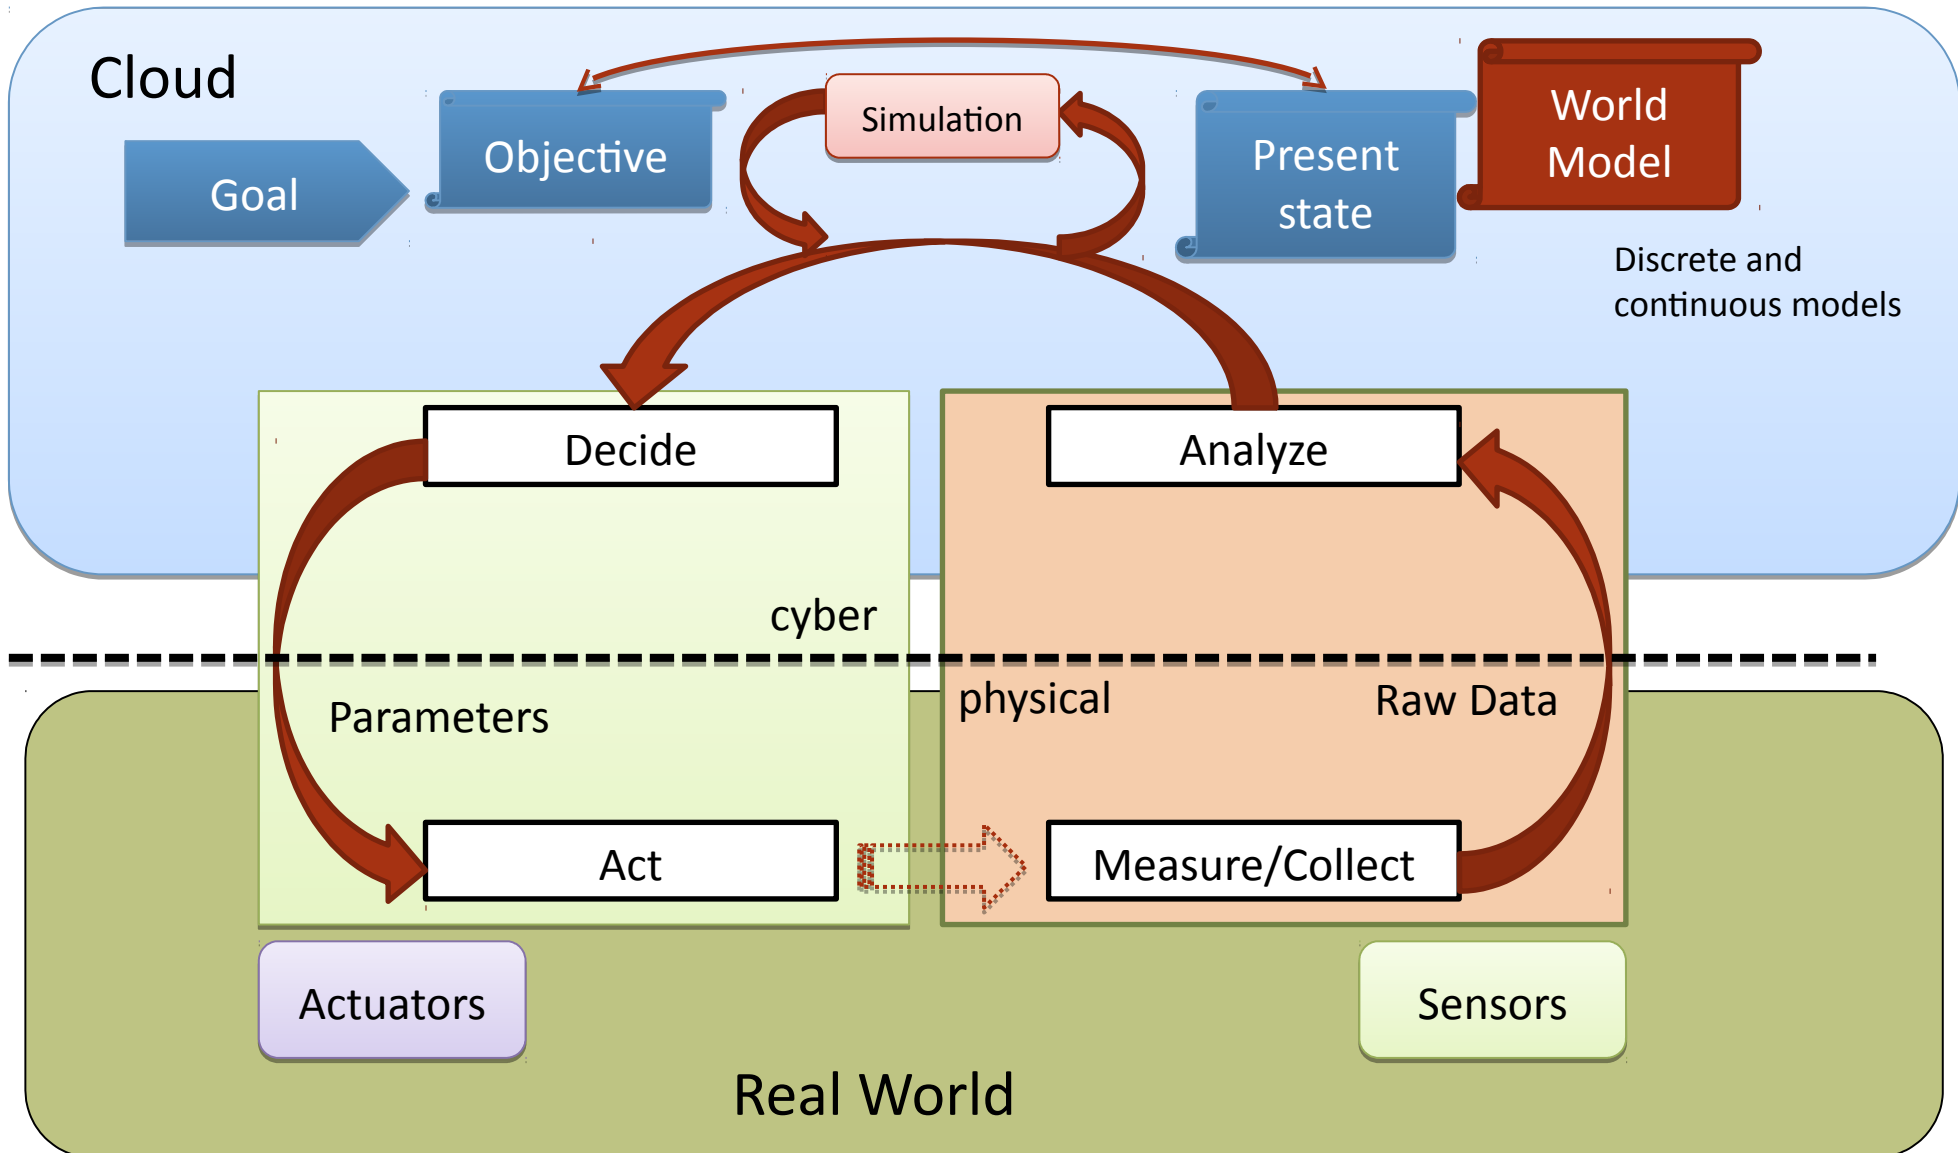 Cloud
Goal
Objective
Simulation
Present
state
World
Model
Discrete and
continuous models
Decide
Analyze
cyber
physical
Parameters
Raw Data
Act
Measure/Collect
Actuators
Sensors
Real World